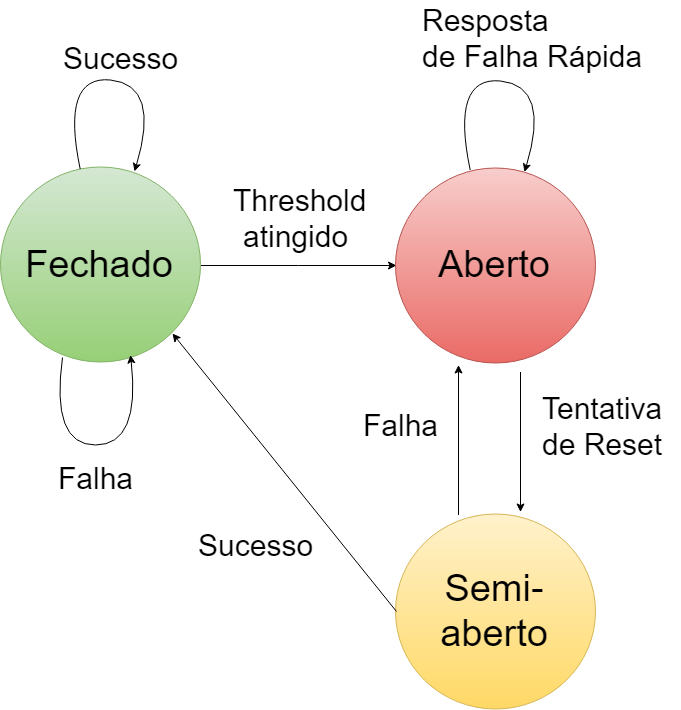 Resposta
de Falha Rápida
Sucesso
Threshold
atingido
Fechado
Aberto
Falha
Tentativa
de Reset
Falha
Sucesso
Semi-
aberto